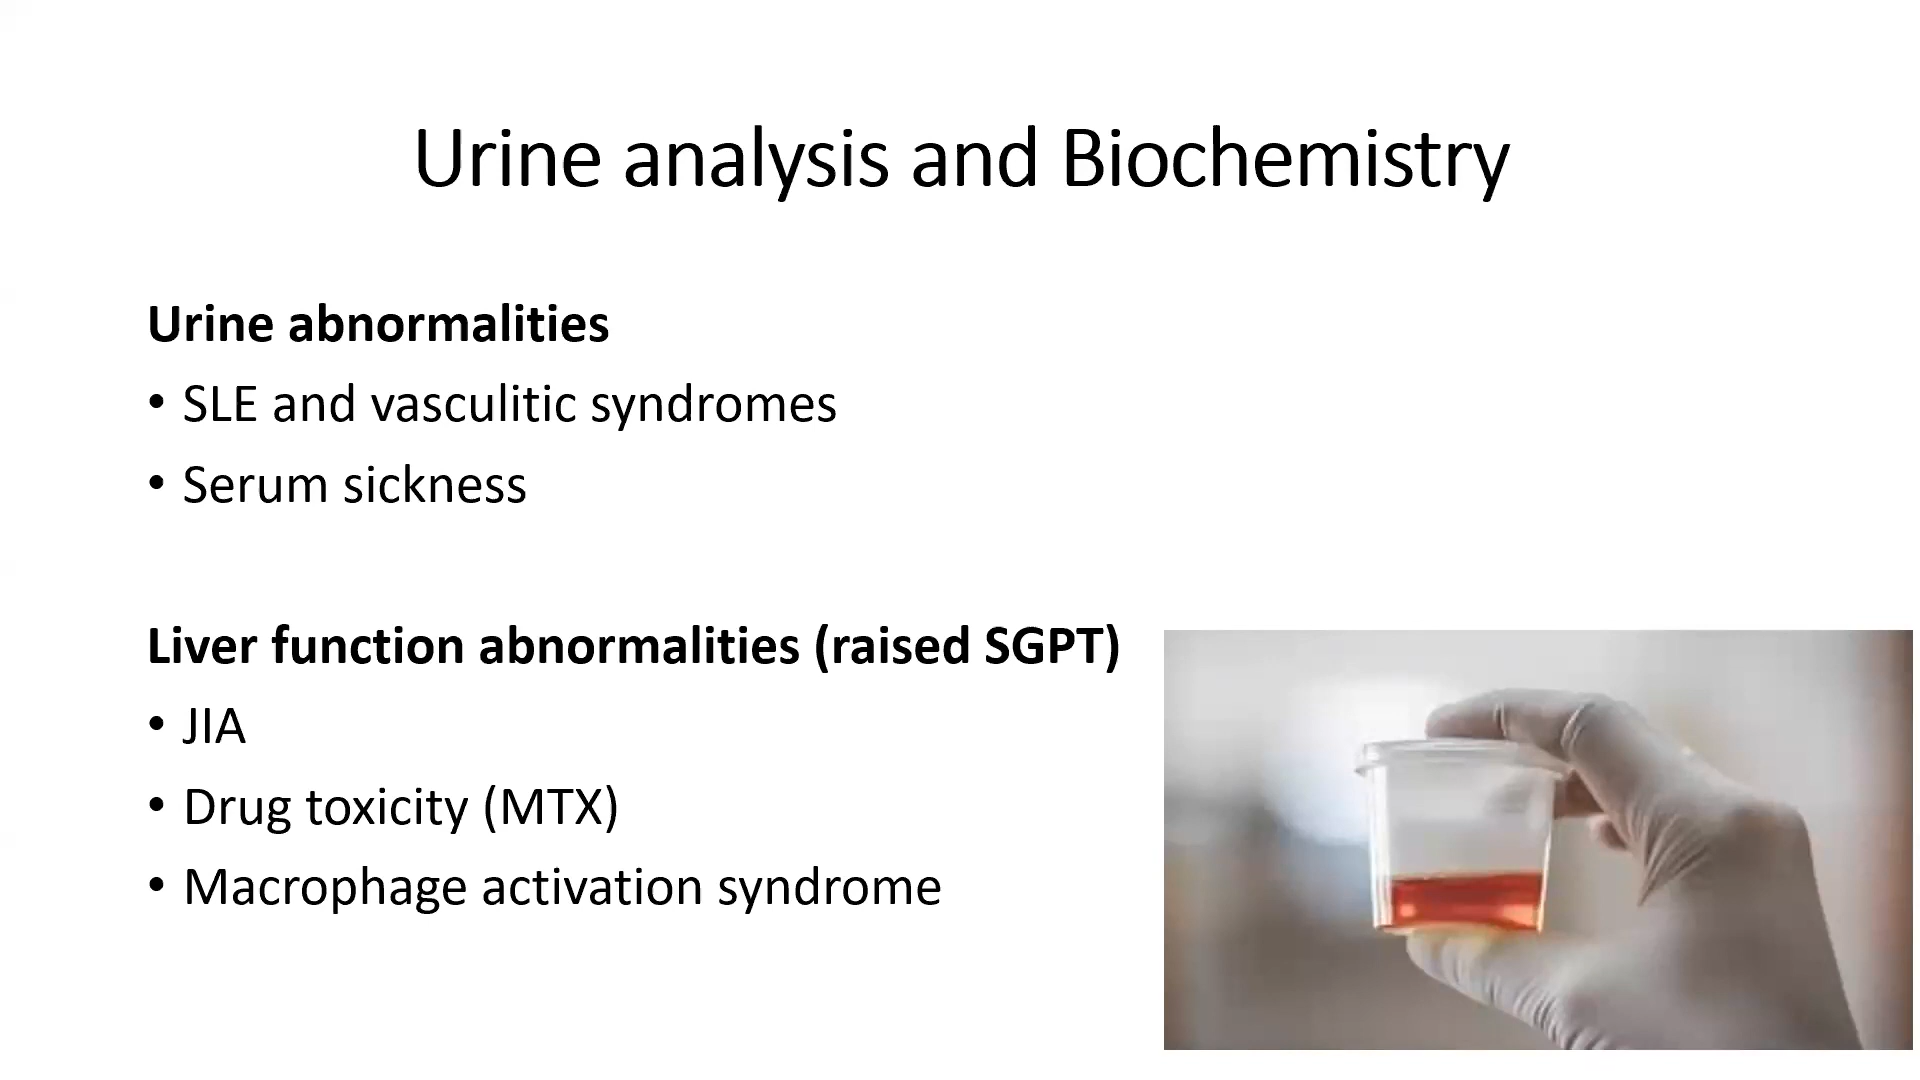 Urine analysis and Biochemistry
Urine abnormalities
• SLE and vasculitic syndromes
• Serum sickness
Liver function abnormalities (raised SGPT)
• JIA
• Drug toxicity (MTX)
• Macrophage activation syndrome